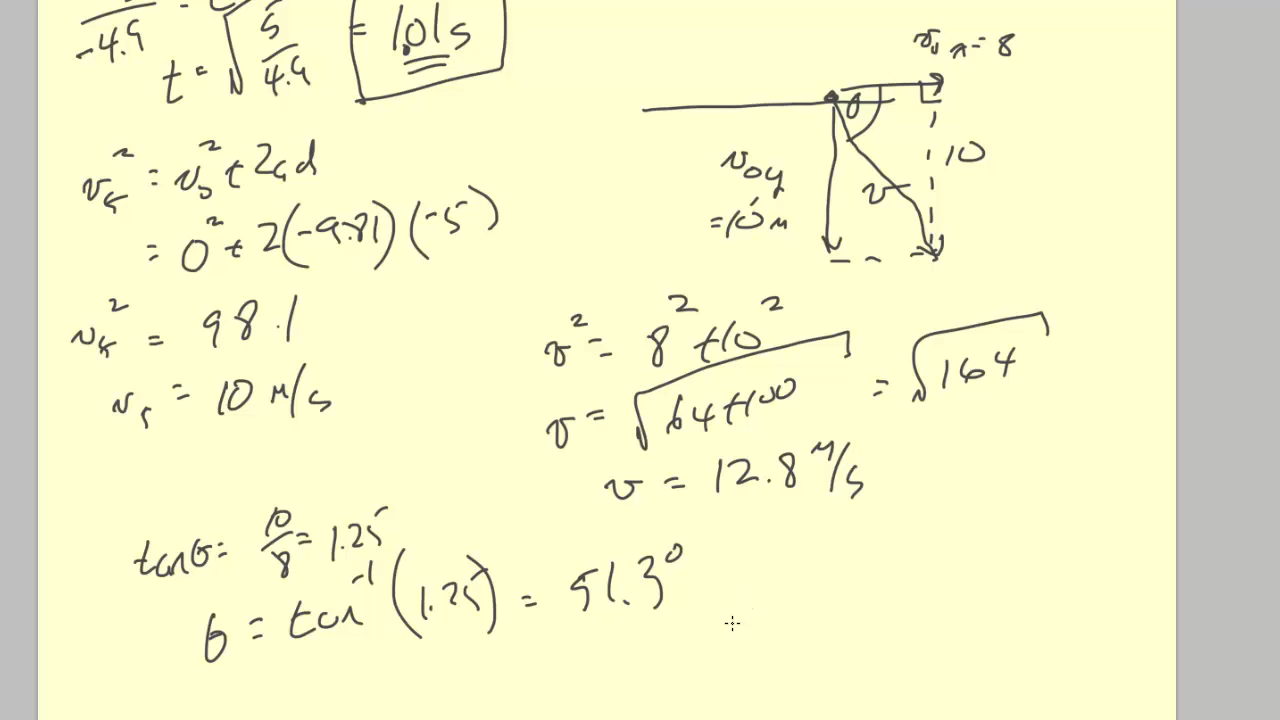 -4.9
t = √5/4.9 = 1.01s
v₀ₓ = 8
v_f² = v₀² + 2ad
= 0² + 2(-9.81)(-5)
v_f² = 98.1
v_f = 10 m/s
θ
10
v
v₀y
= 10 m
v² = 8² + 10²
v = √64+100 = √164
v = 12.8 m/s
tanθ = 10/8 = 1.25
θ = tan⁻¹(1.25) = 51.3°